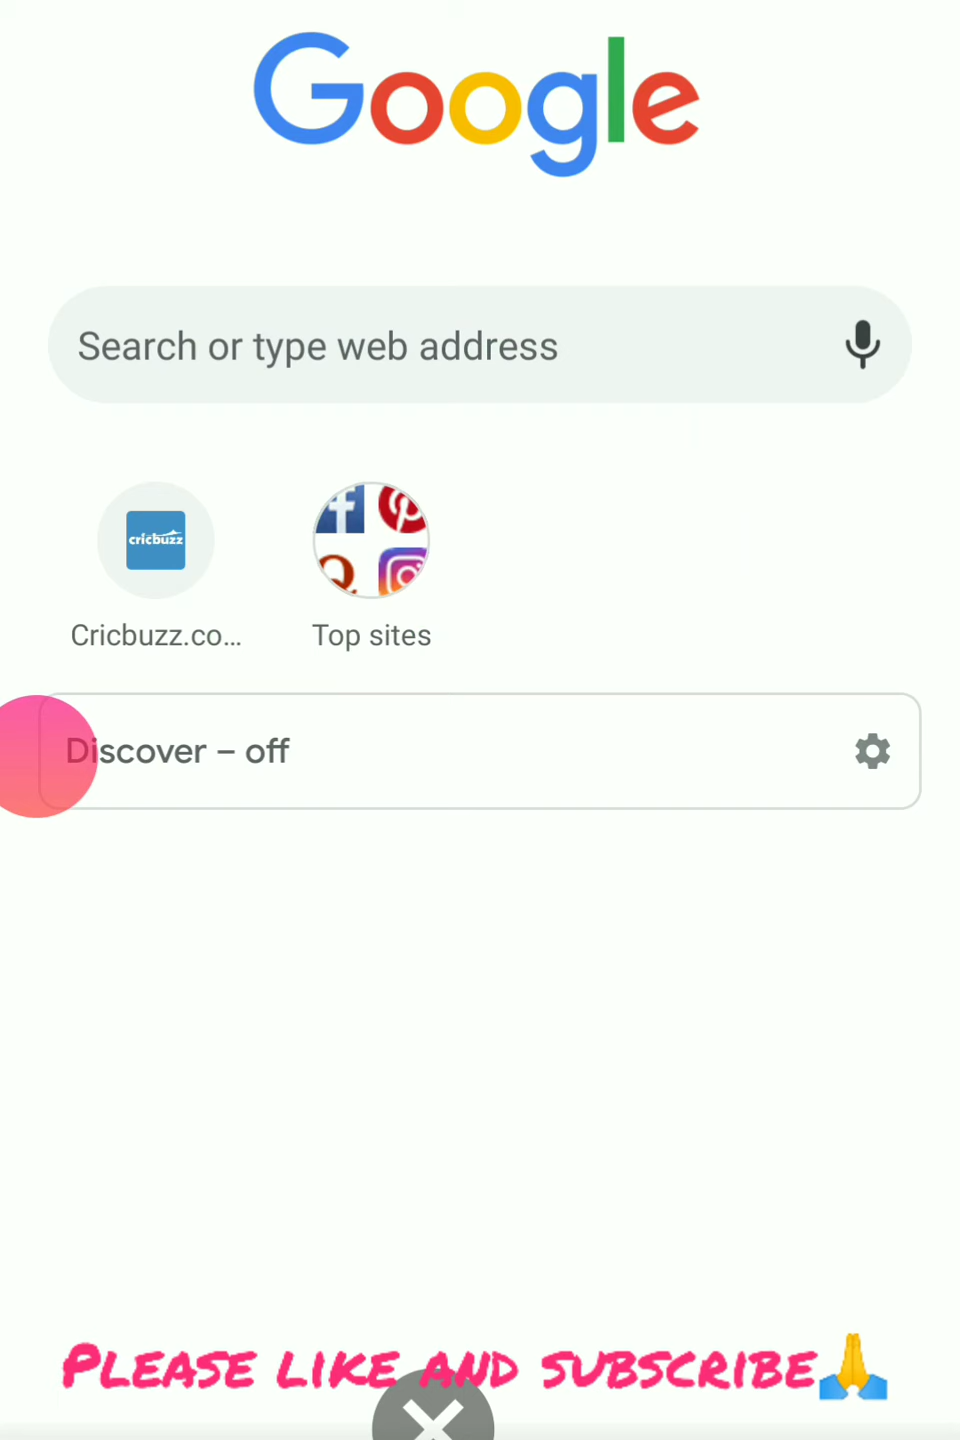 Google
Search or type web address
cricbuzz
Cricbuzz.co...
Top sites
Discover – off
Please like and subscribe🙏